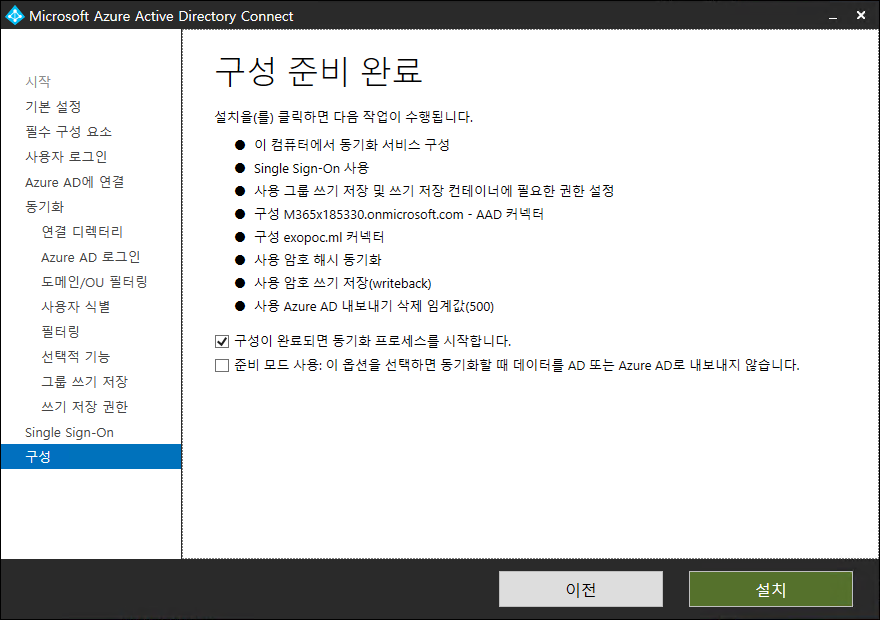 Microsoft Azure Active Directory Connect
시작
기본 설정
필수 구성 요소
사용자 로그인
Azure AD에 연결
동기화
연결 디렉터리
Azure AD 로그인
도메인/OU 필터링
사용자 식별
필터링
선택적 기능
그룹 쓰기 저장
쓰기 저장 권한
Single Sign-On
구성
구성 준비 완료
설치을(를) 클릭하면 다음 작업이 수행됩니다.
● 이 컴퓨터에서 동기화 서비스 구성
● Single Sign-On 사용
● 사용 그룹 쓰기 저장 및 쓰기 저장 컨테이너에 필요한 권한 설정
● 구성 M365x185330.onmicrosoft.com - AAD 커넥터
● 구성 exopoc.ml 커넥터
● 사용 암호 해시 동기화
● 사용 암호 쓰기 저장(writeback)
● 사용 Azure AD 내보내기 삭제 임계값(500)
구성이 완료되면 동기화 프로세스를 시작합니다.
준비 모드 사용: 이 옵션을 선택하면 동기화할 때 데이터를 AD 또는 Azure AD로 내보내지 않습니다.
이전
설치